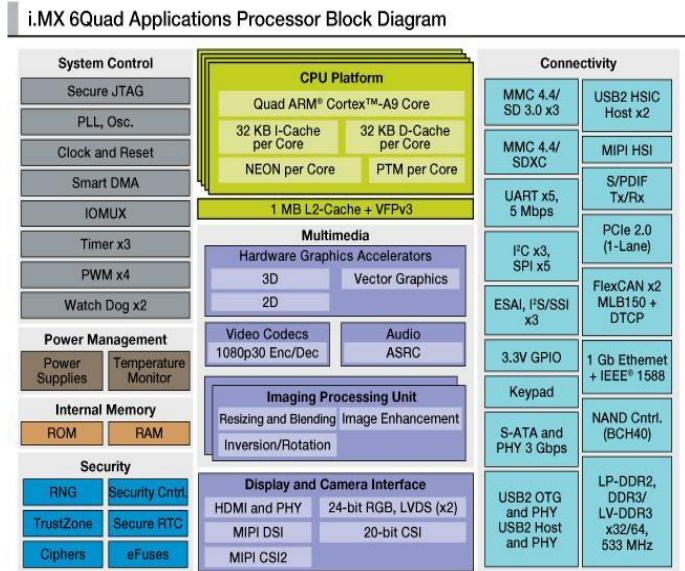 i.MX 6Quad Applications Processor Block Diagram
System Control
Secure JTAG
PLL, Osc.
Clock and Reset
Smart DMA
IOMUX
Timer x3
PWM x4
Watch Dog x2
Power Management
Power
Supplies
Temperature
Monitor
Internal Memory
ROM
RAM
Security
RNG
Security Cntrl.
TrustZone
Secure RTC
Ciphers
eFuses
CPU Platform
Quad ARM® Cortex™-A9 Core
32 KB I-Cache
per Core
32 KB D-Cache
per Core
NEON per Core
PTM per Core
1 MB L2-Cache + VFPv3
Multimedia
Hardware Graphics Accelerators
3D
Vector Graphics
2D
Video Codecs
1080p30 Enc/Dec
Audio
ASRC
Imaging Processing Unit
Resizing and Blending
Image Enhancement
Inversion/Rotation
Display and Camera Interface
HDMI and PHY
24-bit RGB, LVDS (x2)
MIPI DSI
20-bit CSI
MIPI CSI2
Connectivity
MMC 4.4/
SD 3.0 x3
MMC 4.4/
SDXC
UART x5,
5 Mbps
I²C x3,
SPI x5
ESAI, I²S/SSI
x3
3.3V GPIO
Keypad
S-ATA and
PHY 3 Gbps
USB2 OTG
and PHY
USB2 Host
and PHY
USB2 HSIC
Host x2
MIPI HSI
S/PDIF
Tx/Rx
PCIe 2.0
(1-Lane)
FlexCAN x2
MLB150 +
DTCP
1 Gb Ethernet
+ IEEE® 1588
NAND Cntrl.
(BCH40)
LP-DDR2,
DDR3/
LV-DDR3
x32/64,
533 MHz